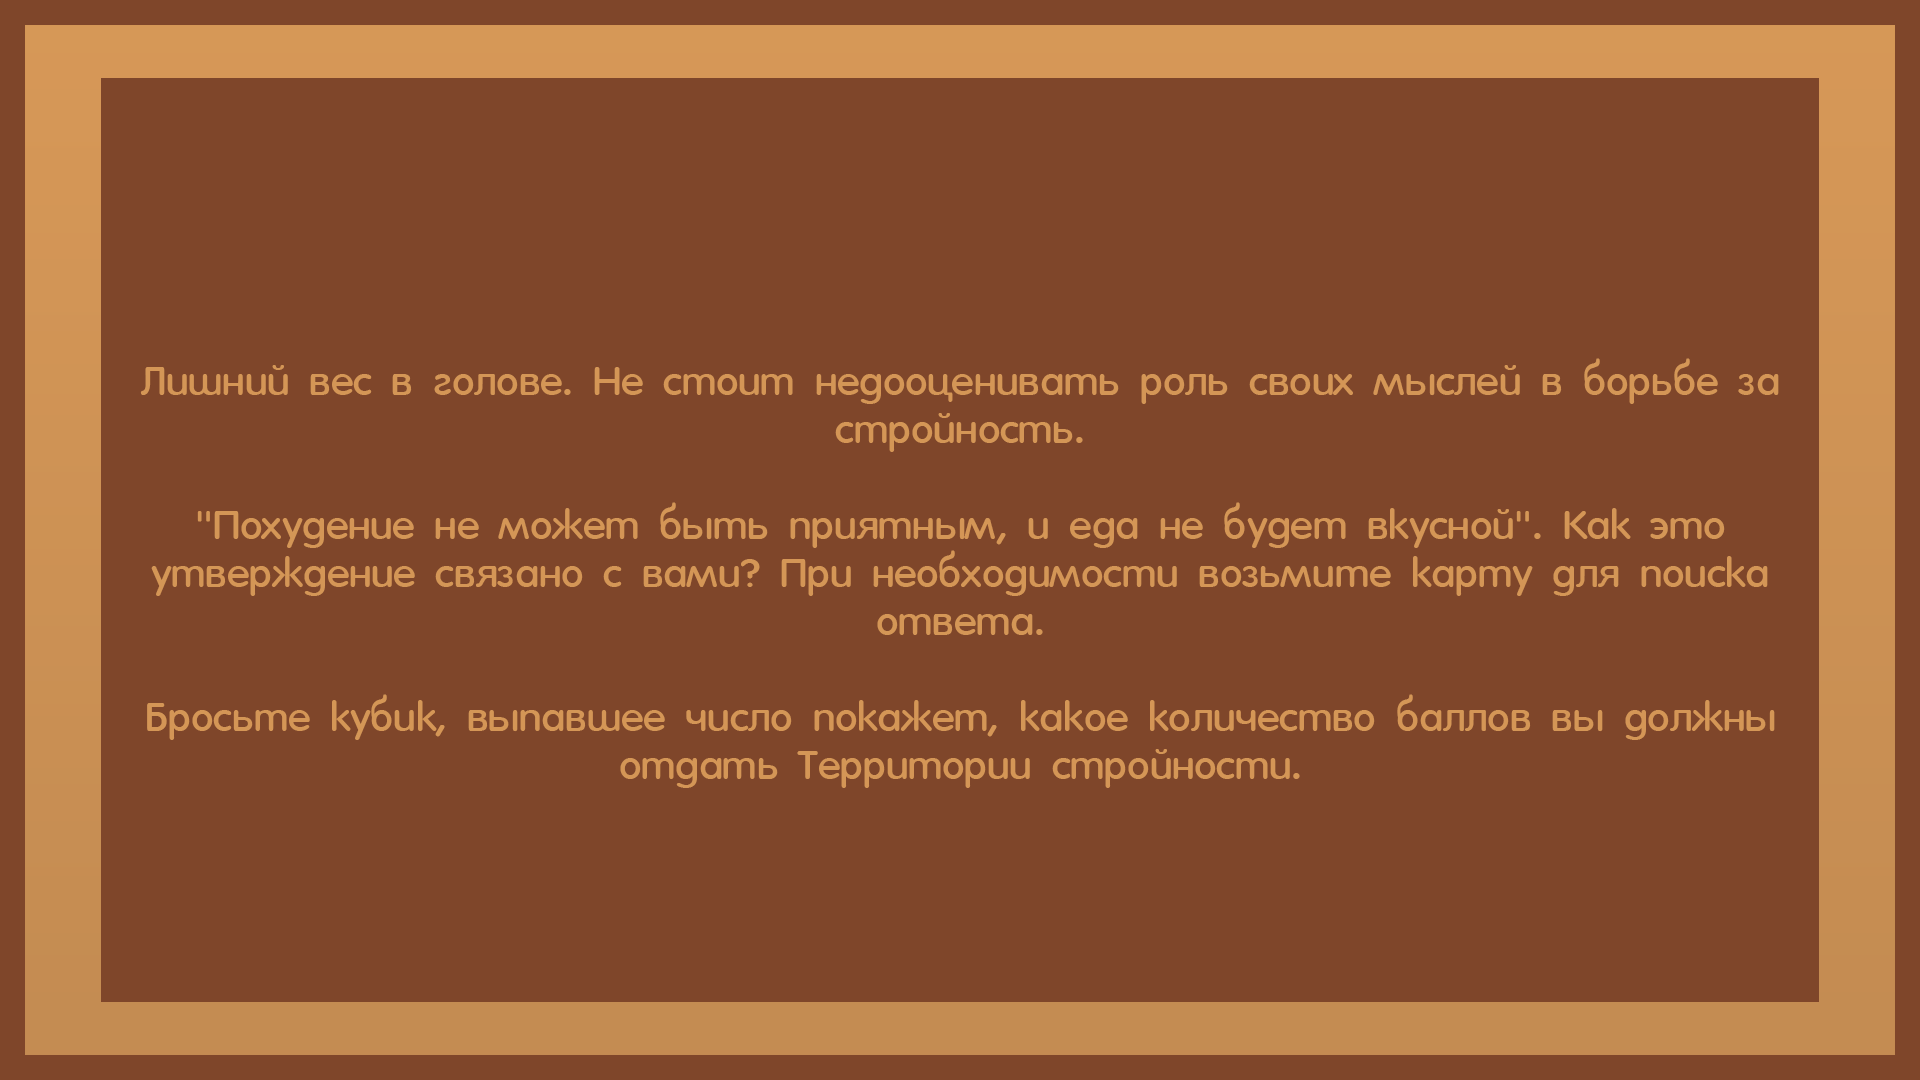 Лишний вес в голове. Не стоит недооценивать роль своих мыслей в борьбе за
стройность.
"Похудение не может быть приятным, и еда не будет вкусной". Как это
утверждение связано с вами? При необходимости возьмите карту для поиска
ответа.
Бросьте кубик, выпавшее число покажет, какое количество баллов вы должны
отдать Территории стройности.